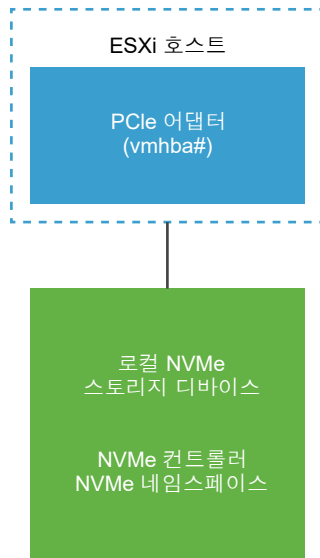 ESXi 호스트
PCIe 어댑터
(vmhba#)
로컬 NVMe
스토리지 디바이스
NVMe 컨트롤러
NVMe 네임스페이스